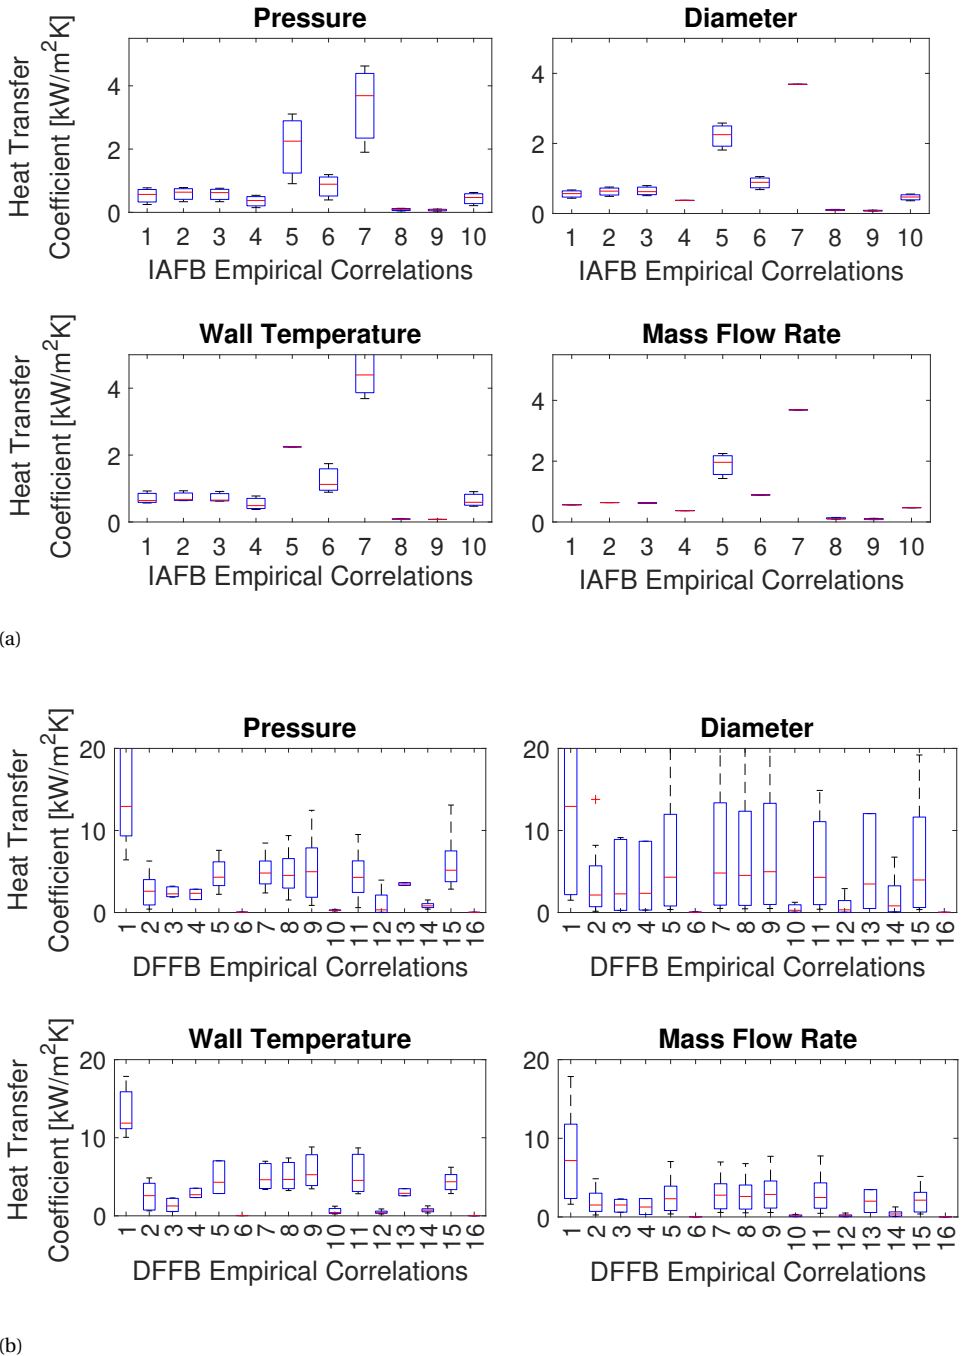 Pressure
Diameter
Heat Transfer
Coefficient [kW/m²K]
4
2
0
1 2 3 4 5 6 7 8 9 10
IAFB Empirical Correlations
4
2
0
1 2 3 4 5 6 7 8 9 10
IAFB Empirical Correlations
Wall Temperature
Mass Flow Rate
Heat Transfer
Coefficient [kW/m²K]
4
2
0
1 2 3 4 5 6 7 8 9 10
IAFB Empirical Correlations
4
2
0
1 2 3 4 5 6 7 8 9 10
IAFB Empirical Correlations
(a)
Pressure
Diameter
Heat Transfer
Coefficient [kW/m²K]
20
10
0
1 2 3 4 5 6 7 8 9 10 11 12 13 14 15 16
DFFB Empirical Correlations
20
10
0
1 2 3 4 5 6 7 8 9 10 11 12 13 14 15 16
DFFB Empirical Correlations
Wall Temperature
Mass Flow Rate
Heat Transfer
Coefficient [kW/m²K]
20
10
0
1 2 3 4 5 6 7 8 9 10 11 12 13 14 15 16
DFFB Empirical Correlations
20
10
0
1 2 3 4 5 6 7 8 9 10 11 12 13 14 15 16
DFFB Empirical Correlations
(b)